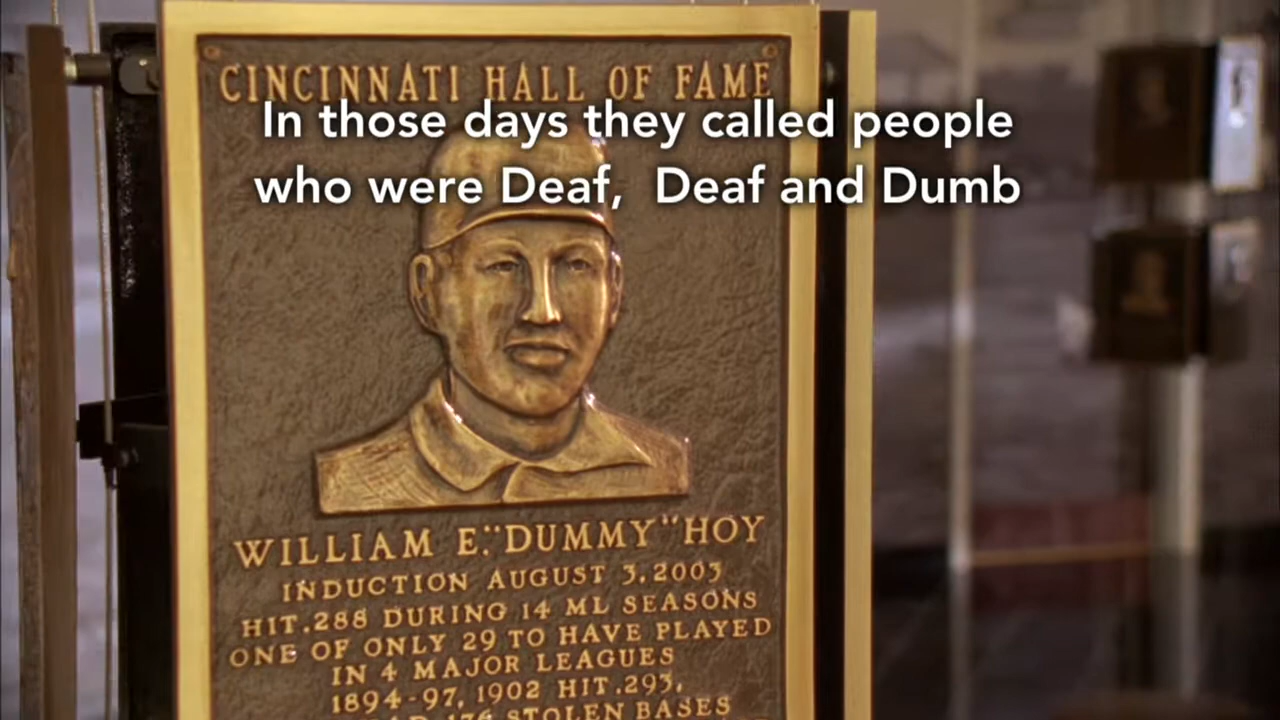 CINCINNATI HALL OF FAME
In those days they called people
who were Deaf,  Deaf and Dumb
WILLIAM E. "DUMMY" HOY
INDUCTION AUGUST 3, 2003
HIT .288 DURING 14 ML SEASONS
ONE OF ONLY 29 TO HAVE PLAYED
IN 4 MAJOR LEAGUES
1894-97, 1902 HIT .293,
STOLEN BASES